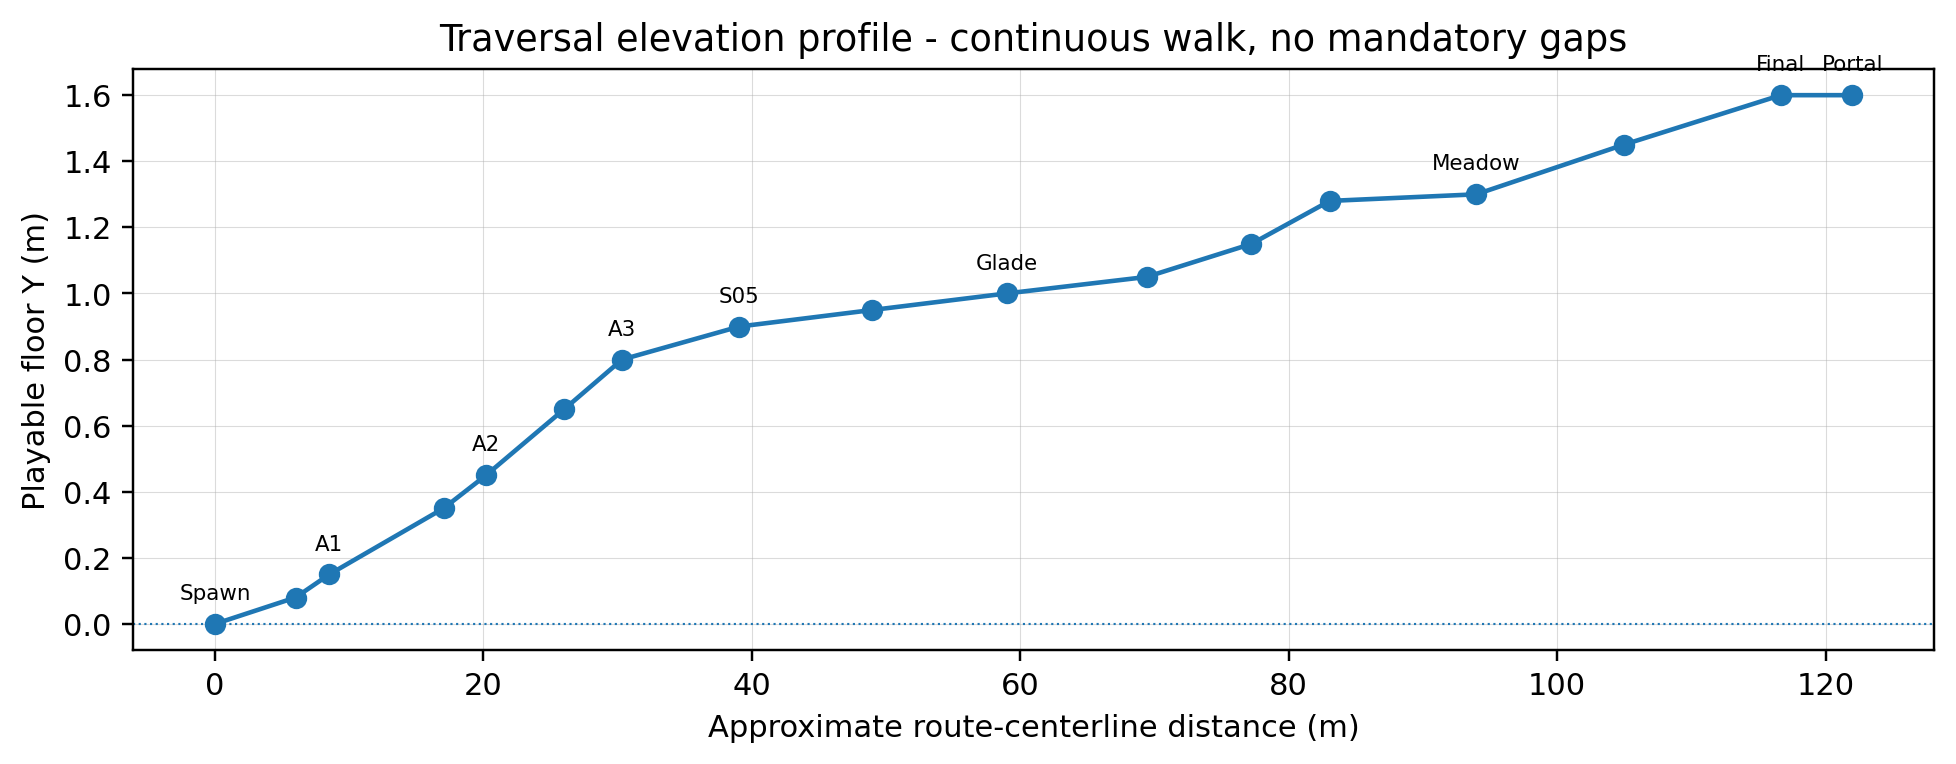 Traversal elevation profile - continuous walk, no mandatory gaps
Final
Portal
Meadow
Glade
S05
A3
A2
A1
Spawn
1.6
1.4
1.2
1.0
0.8
0.6
0.4
0.2
0.0
Playable floor Y (m)
0
20
40
60
80
100
120
Approximate route-centerline distance (m)